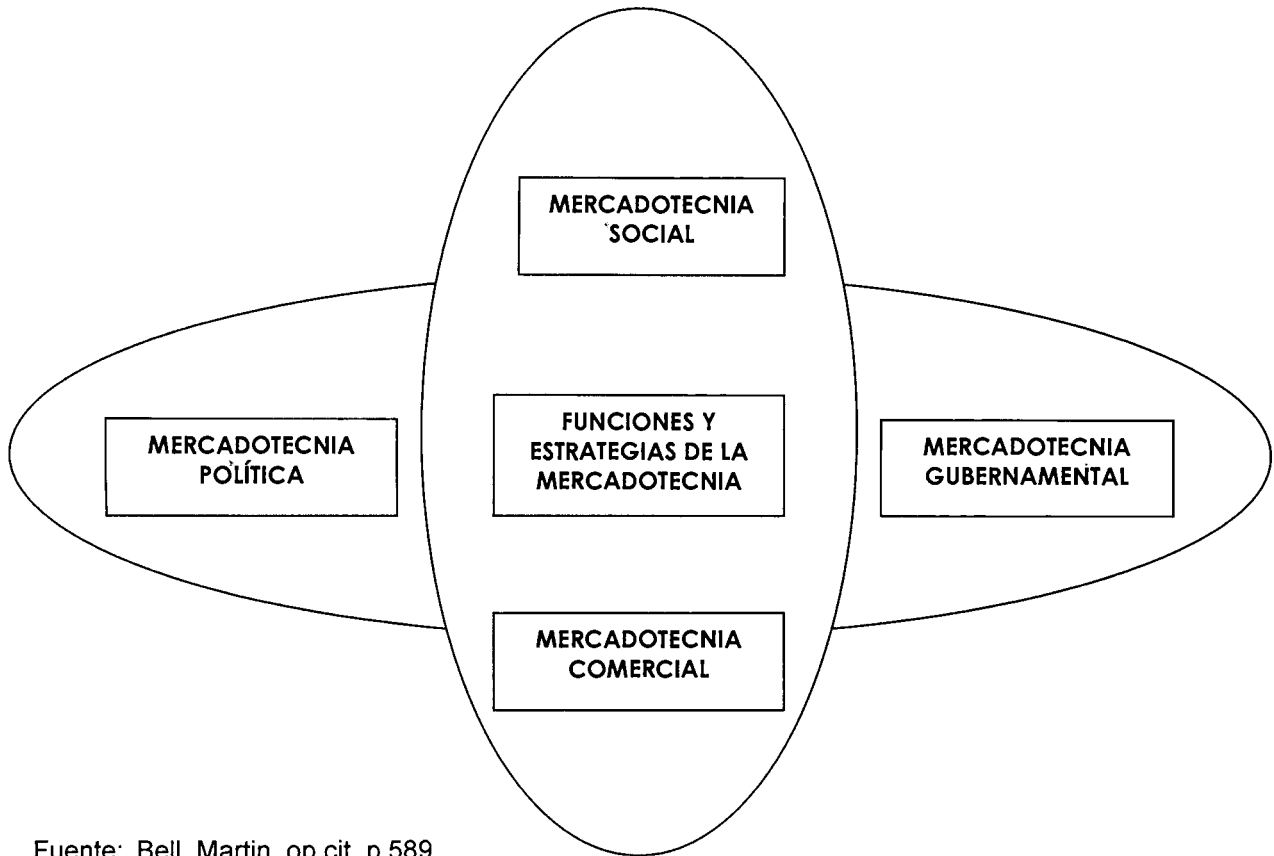 MERCADOTECNIA
SOCIAL
MERCADOTECNIA
POLÍTICA
FUNCIONES Y
ESTRATEGIAS DE LA
MERCADOTECNIA
MERCADOTECNIA
GUBERNAMENTAL
MERCADOTECNIA
COMERCIAL
Fuente: Bell, Martin, op.cit. p.589